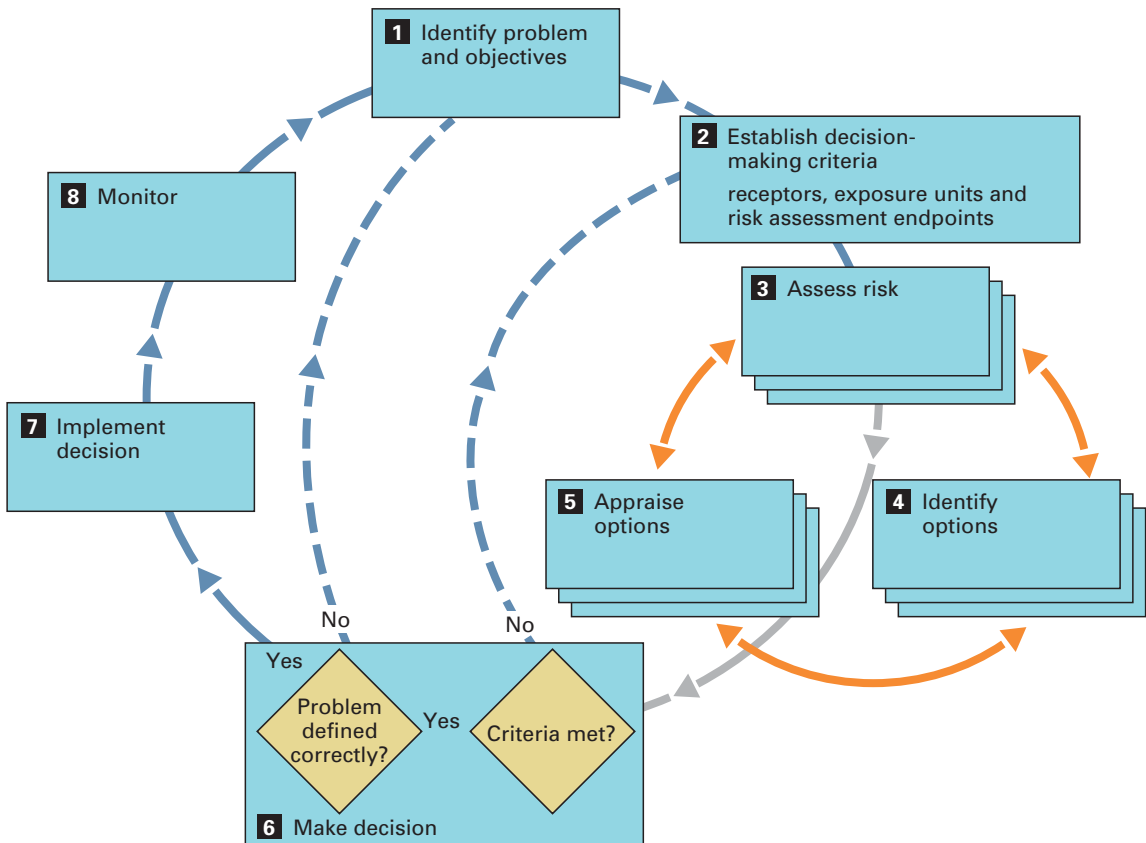 1 Identify problem
and objectives
2 Establish decision-
making criteria
receptors, exposure units and
risk assessment endpoints
8 Monitor
3 Assess risk
7 Implement
decision
5 Appraise
options
4 Identify
options
No
No
Yes
Problem
defined
correctly?
Yes
Criteria met?
6 Make decision